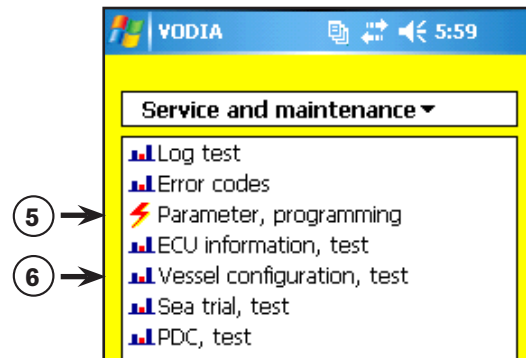 VODIA 5:59
Service and maintenance
Log test
Error codes
5 Parameter, programming
ECU information, test
6 Vessel configuration, test
Sea trial, test
PDC, test